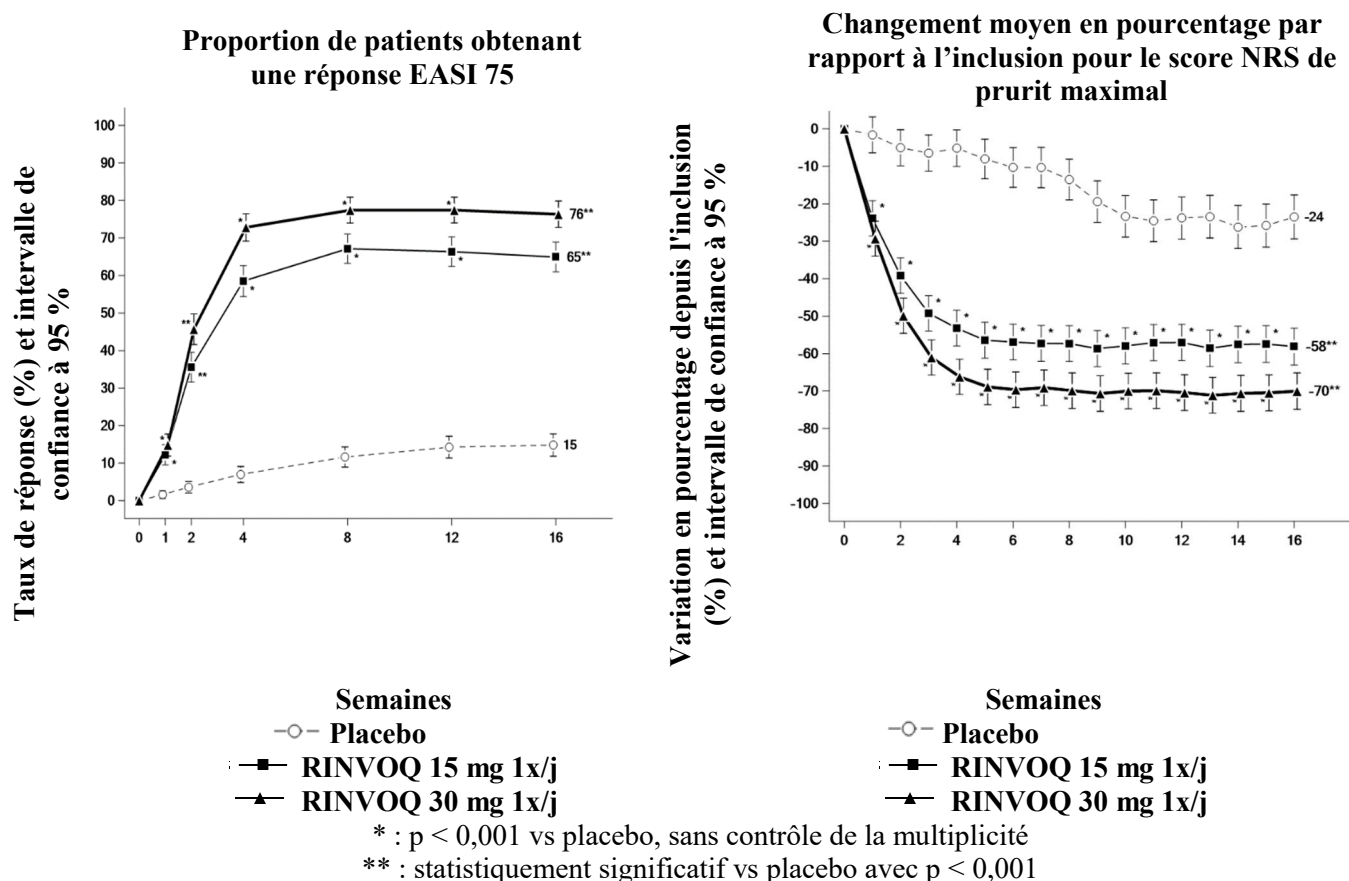 Proportion de patients obtenant
une réponse EASI 75
Taux de réponse (%) et intervalle de
confiance à 95 %
100
90
80
70
60
50
40
30
20
10
0
76**
65**
15
0 1 2 4 8 12 16
Semaines
Placebo
RINVOQ 15 mg 1x/j
RINVOQ 30 mg 1x/j
Changement moyen en pourcentage par
rapport à l’inclusion pour le score NRS de
prurit maximal
Variation en pourcentage depuis l'inclusion
(%) et intervalle de confiance à 95 %
0
-10
-20
-30
-40
-50
-60
-70
-80
-90
-100
-24
-58**
-70**
0 2 4 6 8 10 12 14 16
Semaines
Placebo
RINVOQ 15 mg 1x/j
RINVOQ 30 mg 1x/j
* : p < 0,001 vs placebo, sans contrôle de la multiplicité
** : statistiquement significatif vs placebo avec p < 0,001